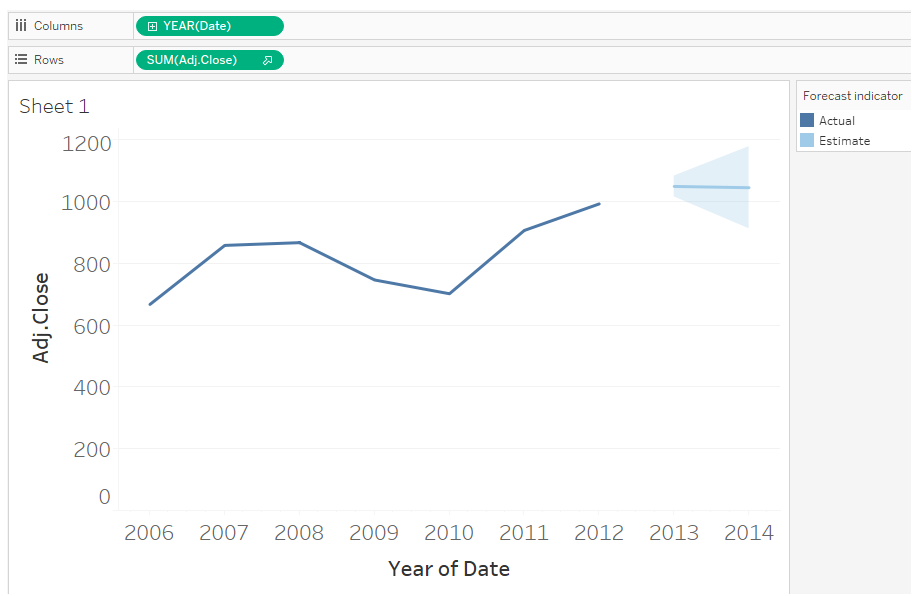 Columns
YEAR(Date)
Rows
SUM(Adj.Close)
Sheet 1
Forecast indicator
Actual
Estimate
1200
1000
800
600
400
200
0
Adj.Close
2006 2007 2008 2009 2010 2011 2012 2013 2014
Year of Date